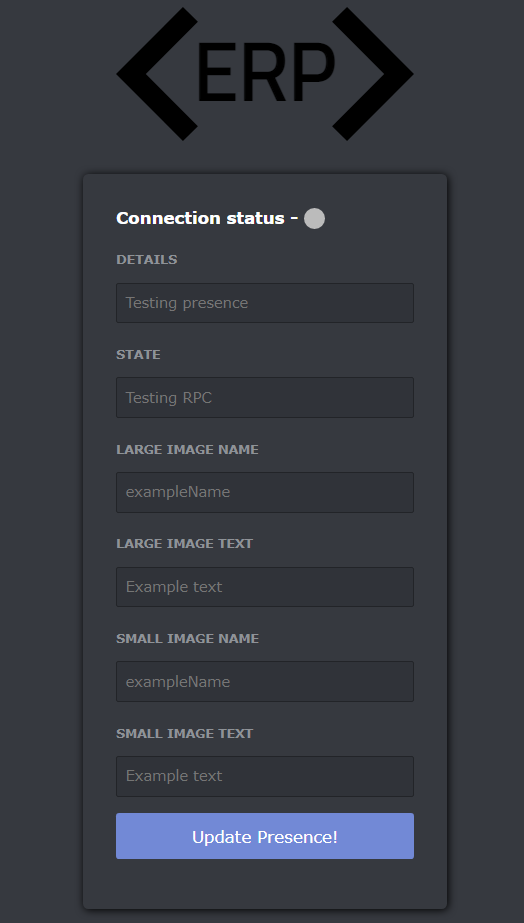 <ERP>
Connection status -
DETAILS
Testing presence
STATE
Testing RPC
LARGE IMAGE NAME
exampleName
LARGE IMAGE TEXT
Example text
SMALL IMAGE NAME
exampleName
SMALL IMAGE TEXT
Example text
Update Presence!